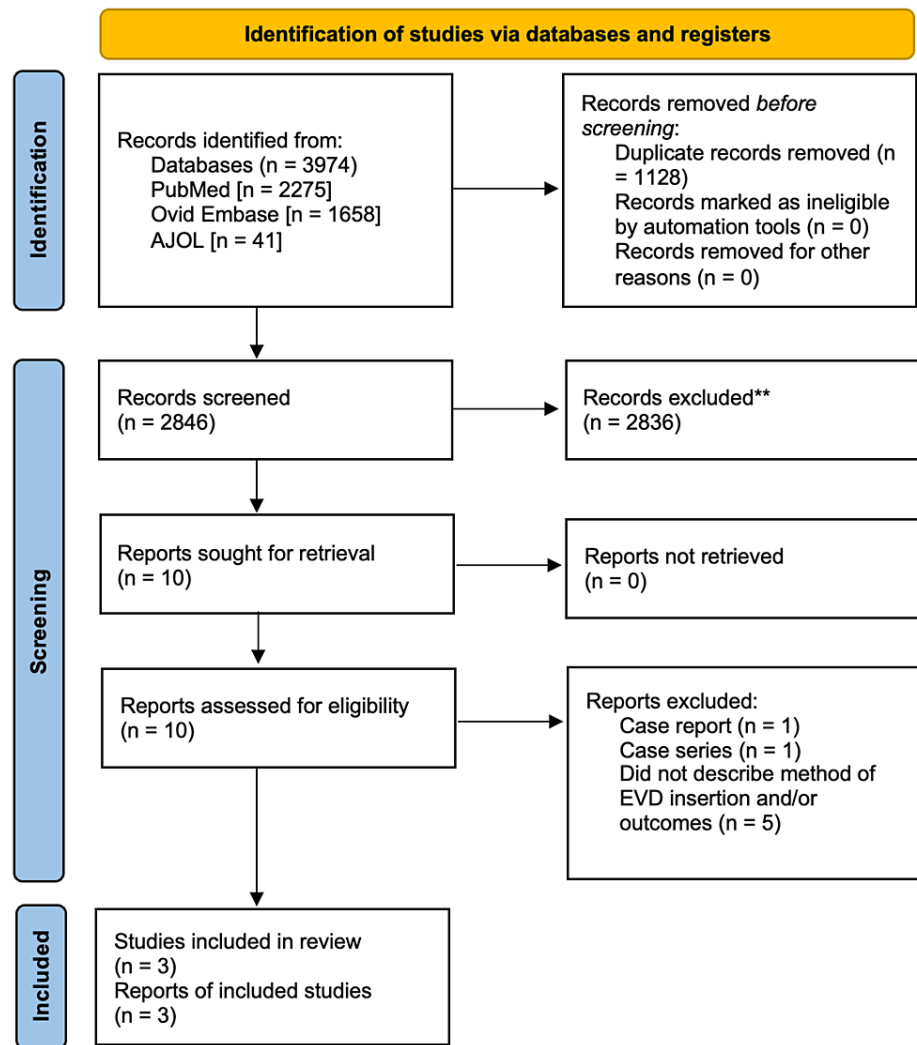 Identification of studies via databases and registers
Identification
Records identified from:
Databases (n = 3974)
PubMed [n = 2275]
Ovid Embase [n = 1658]
AJOL [n = 41]
Records removed before
screening:
Duplicate records removed (n
= 1128)
Records marked as ineligible
by automation tools (n = 0)
Records removed for other
reasons (n = 0)
Screening
Records screened
(n = 2846)
Records excluded**
(n = 2836)
Reports sought for retrieval
(n = 10)
Reports not retrieved
(n = 0)
Reports assessed for eligibility
(n = 10)
Reports excluded:
Case report (n = 1)
Case series (n = 1)
Did not describe method of
EVD insertion and/or
outcomes (n = 5)
Included
Studies included in review
(n = 3)
Reports of included studies
(n = 3)